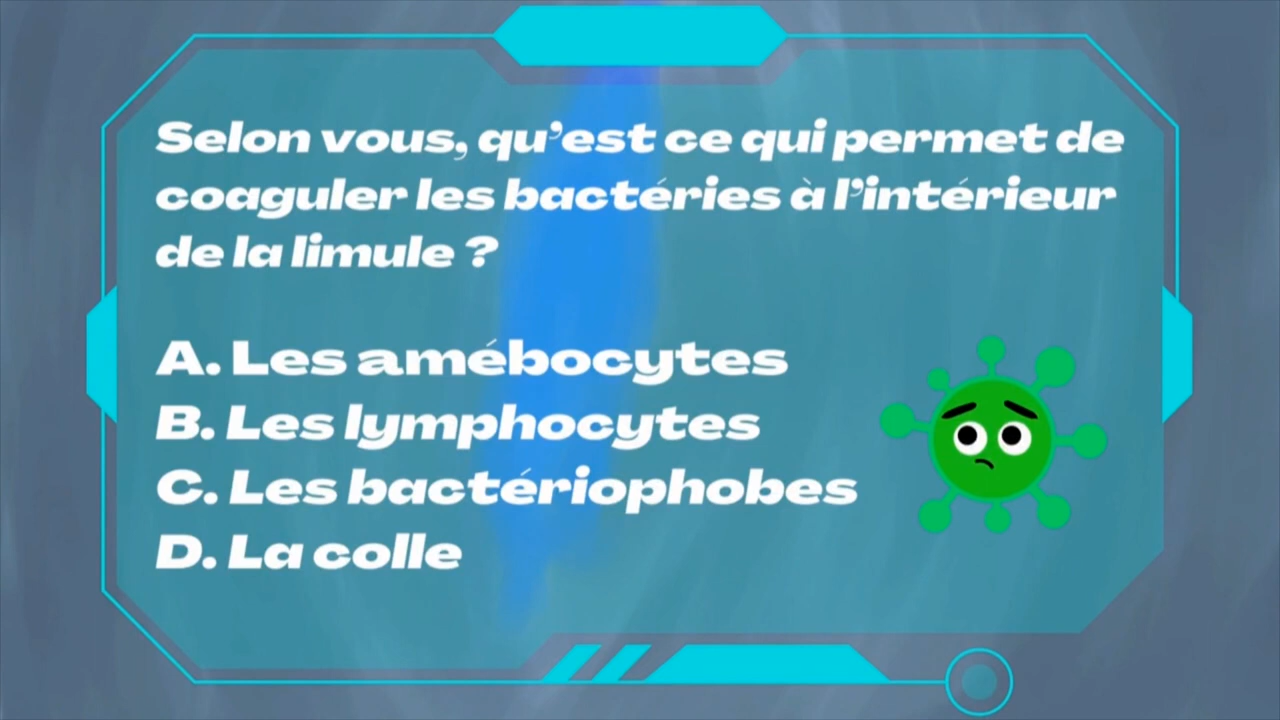 Selon vous, qu’est ce qui permet de
coaguler les bactéries à l’intérieur
de la limule ?
A. Les amébocytes
B. Les lymphocytes
C. Les bactériophobes
D. La colle